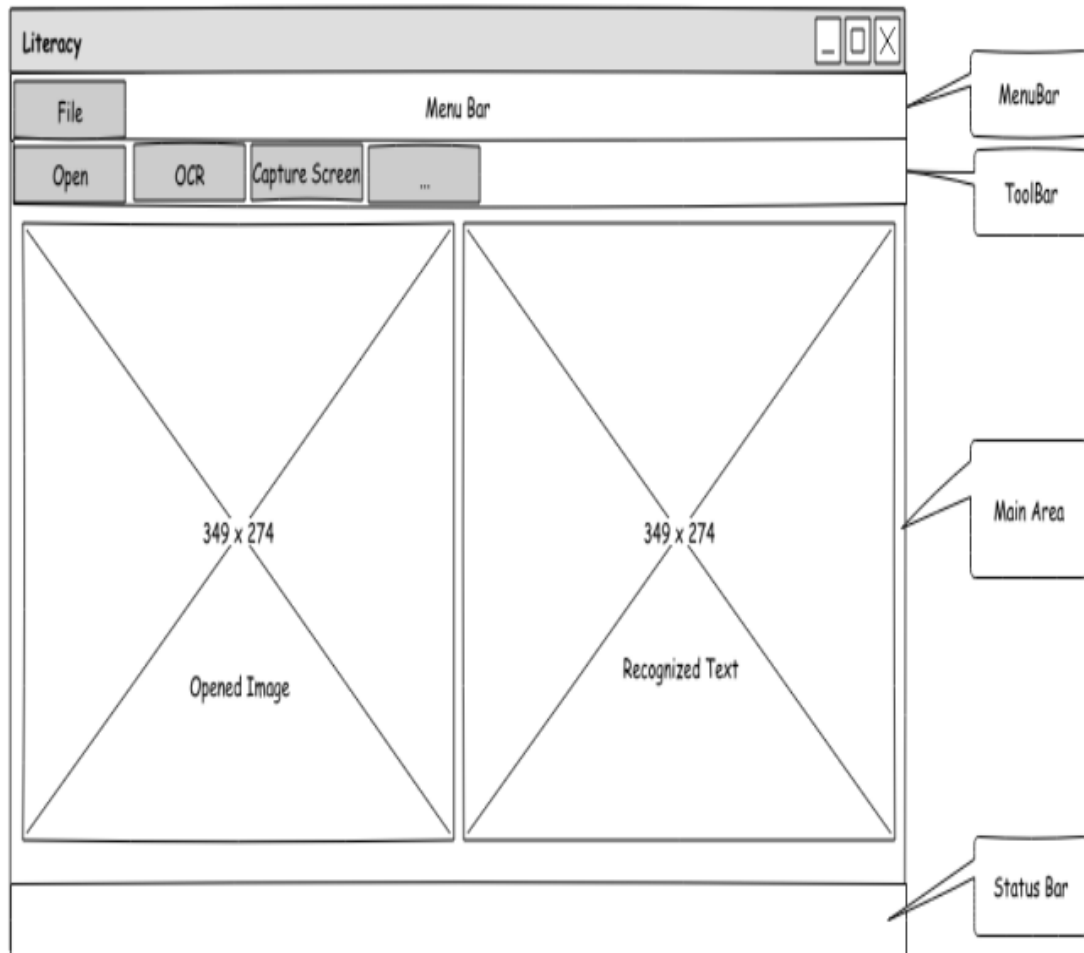 Literacy
File
Menu Bar
MenuBar
Open
OCR
Capture Screen
...
ToolBar
349 x 274
349 x 274
Main Area
Opened Image
Recognized Text
Status Bar